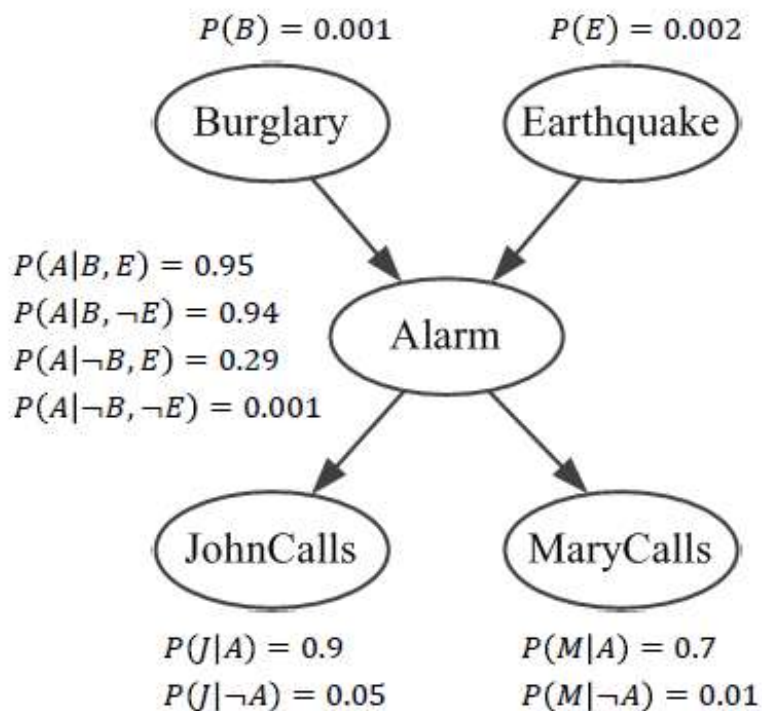 P(B) = 0.001
P(E) = 0.002
Burglary
Earthquake
P(A|B, E) = 0.95
P(A|B, ¬E) = 0.94
P(A|¬B, E) = 0.29
P(A|¬B, ¬E) = 0.001
Alarm
JohnCalls
MaryCalls
P(J|A) = 0.9
P(J|¬A) = 0.05
P(M|A) = 0.7
P(M|¬A) = 0.01